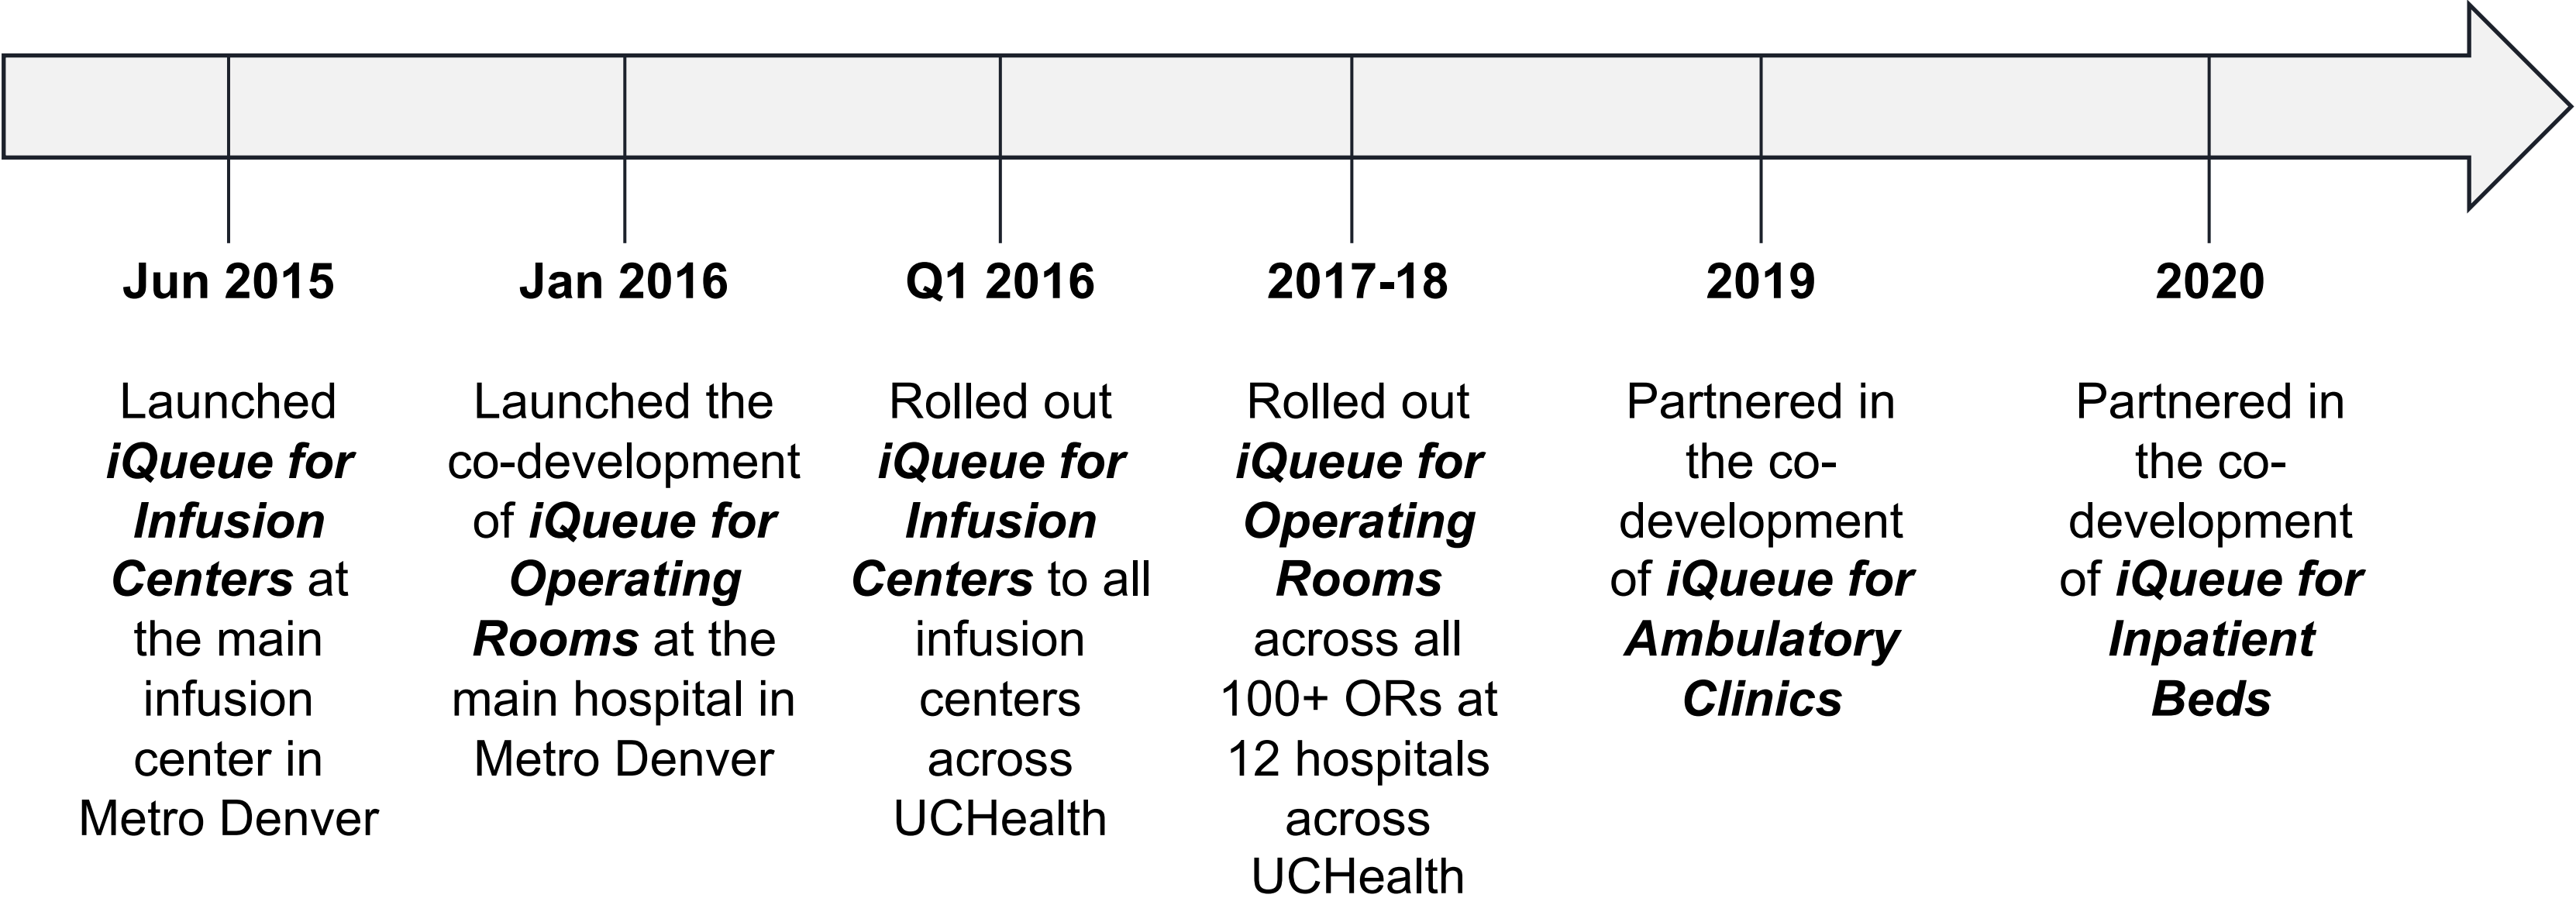 Jun 2015
Launched
iQueue for
Infusion
Centers at
the main
infusion
center in
Metro Denver
Jan 2016
Launched the
co-development
of iQueue for
Operating
Rooms at the
main hospital in
Metro Denver
Q1 2016
Rolled out
iQueue for
Infusion
Centers to all
infusion
centers
across
UCHealth
2017-18
Rolled out
iQueue for
Operating
Rooms
across all
100+ ORs at
12 hospitals
across
UCHealth
2019
Partnered in
the co-
development
of iQueue for
Ambulatory
Clinics
2020
Partnered in
the co-
development
of iQueue for
Inpatient
Beds